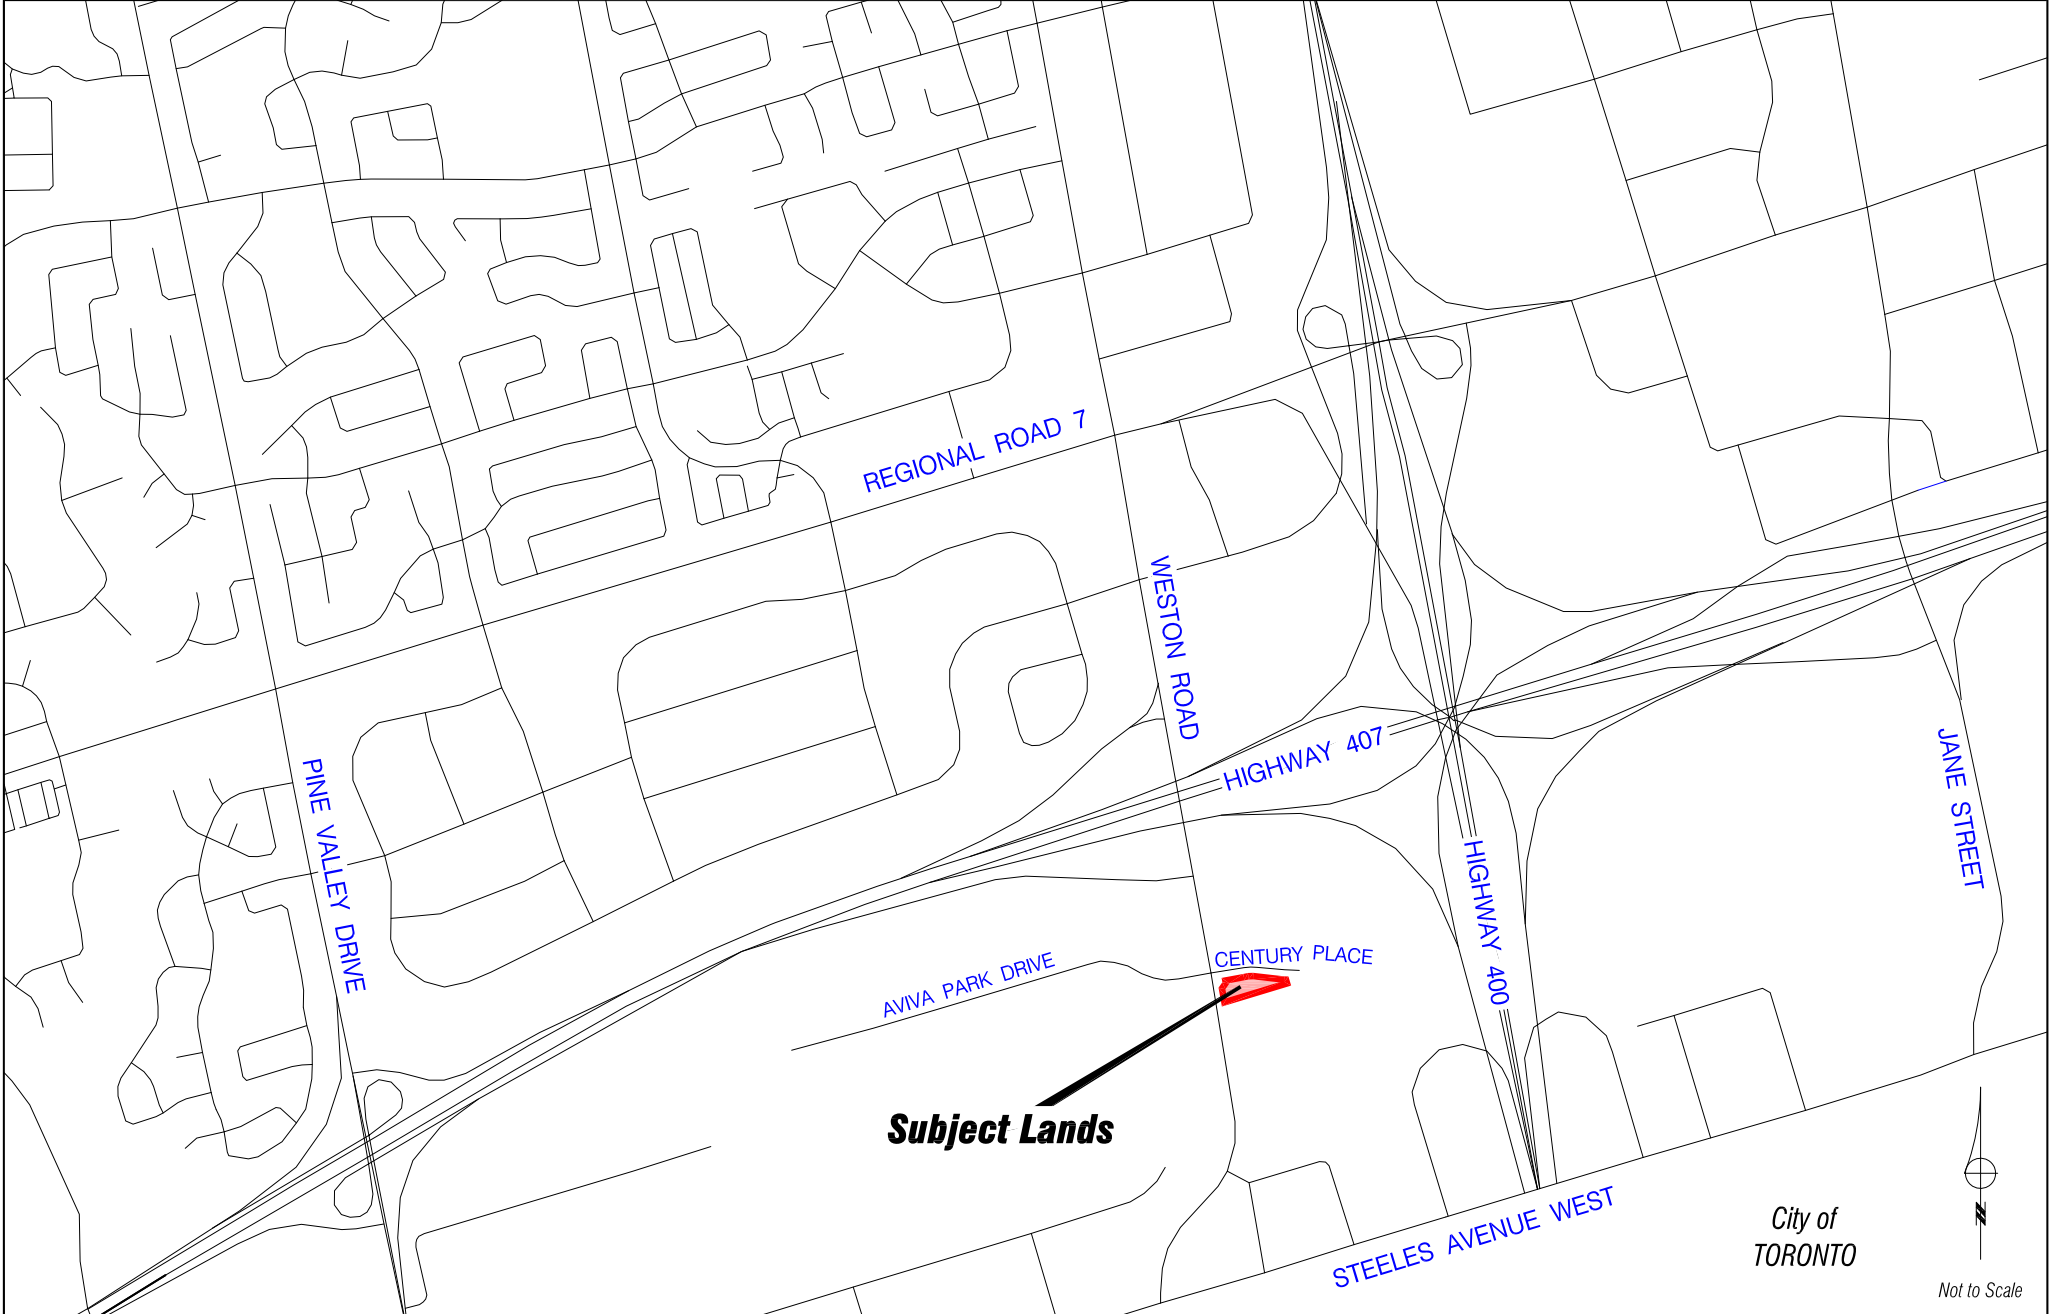 REGIONAL ROAD 7
WESTON ROAD
HIGHWAY 407
PINE VALLEY DRIVE
JANE STREET
HIGHWAY 400
CENTURY PLACE
AVIVA PARK DRIVE
Subject Lands
STEELES AVENUE WEST
City of
TORONTO
N
Not to Scale